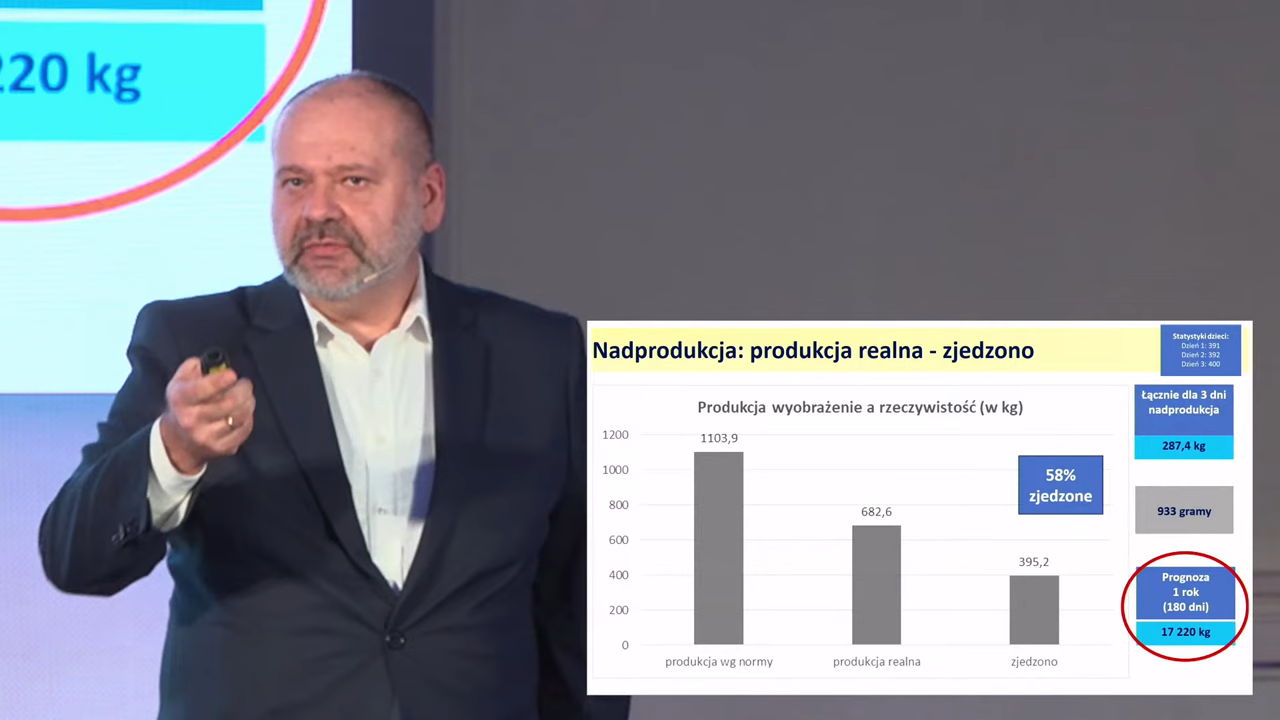 220 kg
Nadprodukcja: produkcja realna - zjedzono
Statystyki dzieci:
Dzień 1: 391
Dzień 2: 392
Dzień 3: 400
Produkcja wyobrażenie a rzeczywistość (w kg)
1200
1000
800
600
400
200
0
1103,9
682,6
395,2
58%
zjedzone
produkcja wg normy
produkcja realna
zjedzono
Łącznie dla 3 dni
nadprodukcja
287,4 kg
933 gramy
Prognoza
1 rok
(180 dni)
17 220 kg